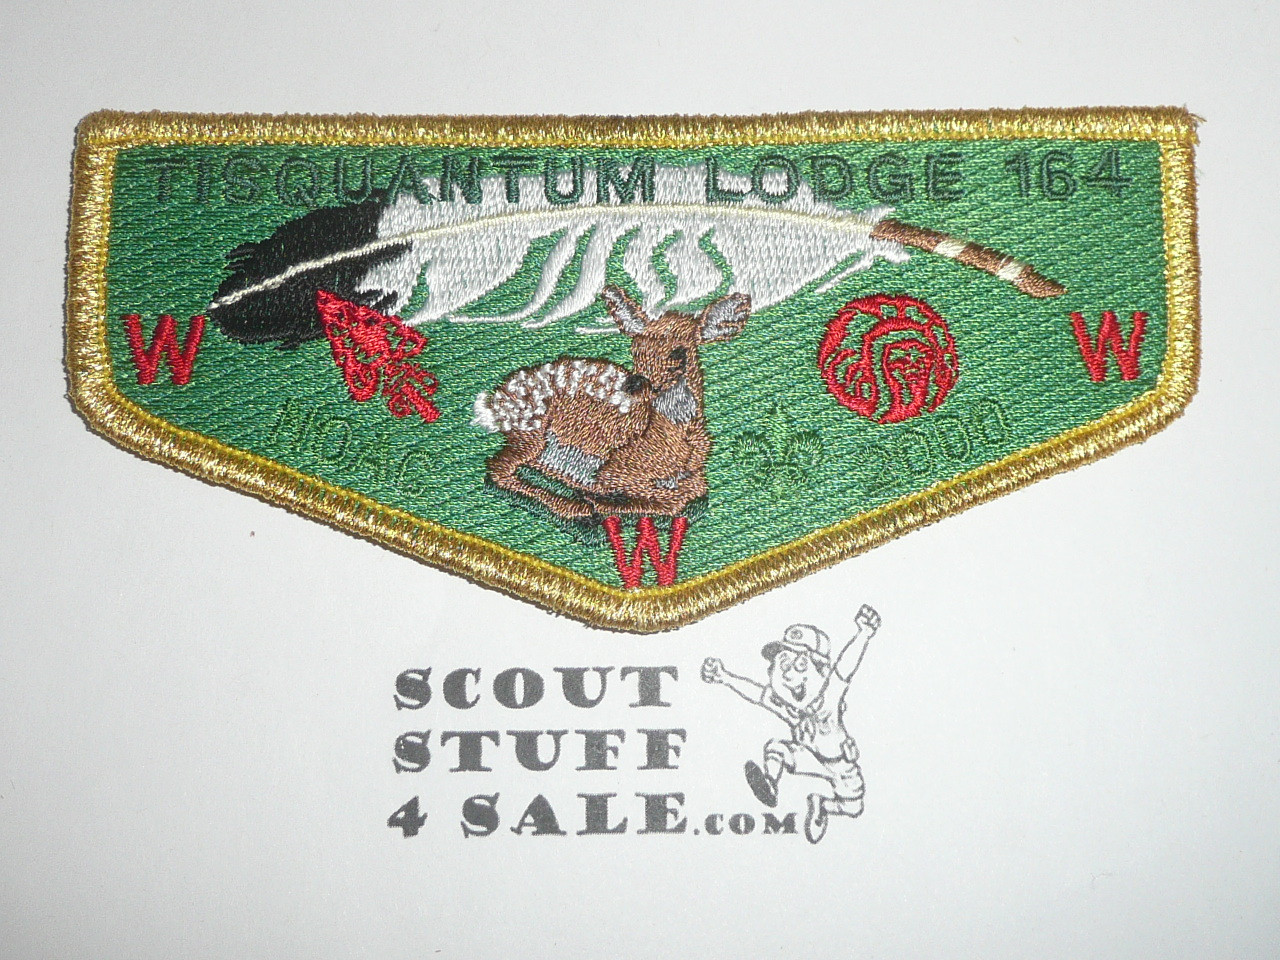 TISQUANTUM LODGE 164
W W
NOAC 2000
W
SCOUT
STUFF
4 SALE.COM